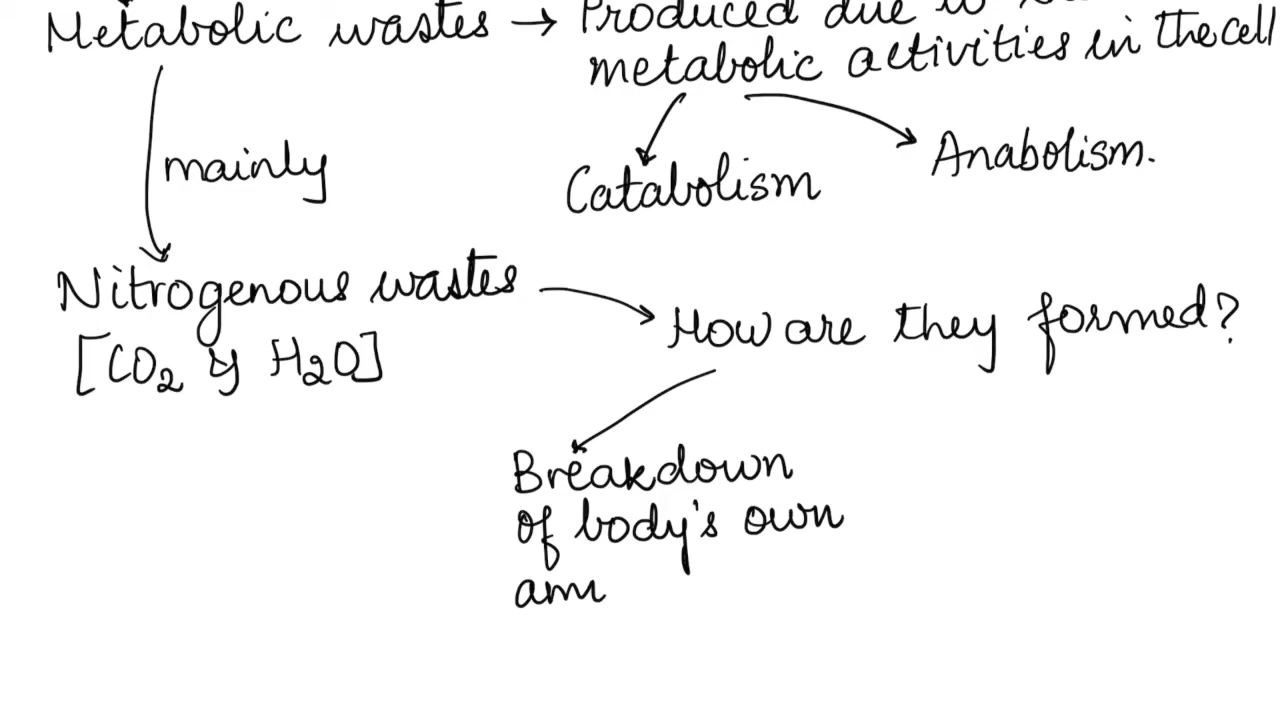 Metabolic wastes → Produced due to
metabolic activities in the cell
mainly
Catabolism
Anabolism.
Nitrogenous wastes
How are they formed?
[CO₂ & H₂O]
Breakdown
of body's own
ami